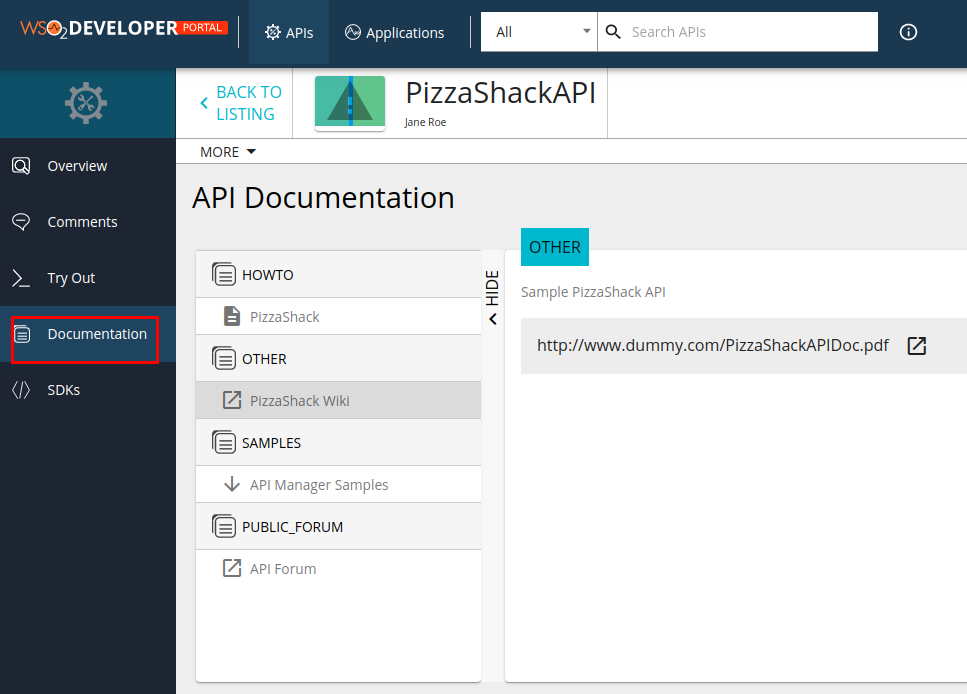 WSO2 DEVELOPER PORTAL
APIs
Applications
All
Search APIs
BACK TO
LISTING
PizzaShackAPI
Jane Roe
MORE
Overview
Comments
Try Out
Documentation
SDKs
API Documentation
HOWTO
PizzaShack
OTHER
PizzaShack Wiki
SAMPLES
API Manager Samples
PUBLIC_FORUM
API Forum
HIDE
OTHER
Sample PizzaShack API
http://www.dummy.com/PizzaShackAPIDoc.pdf